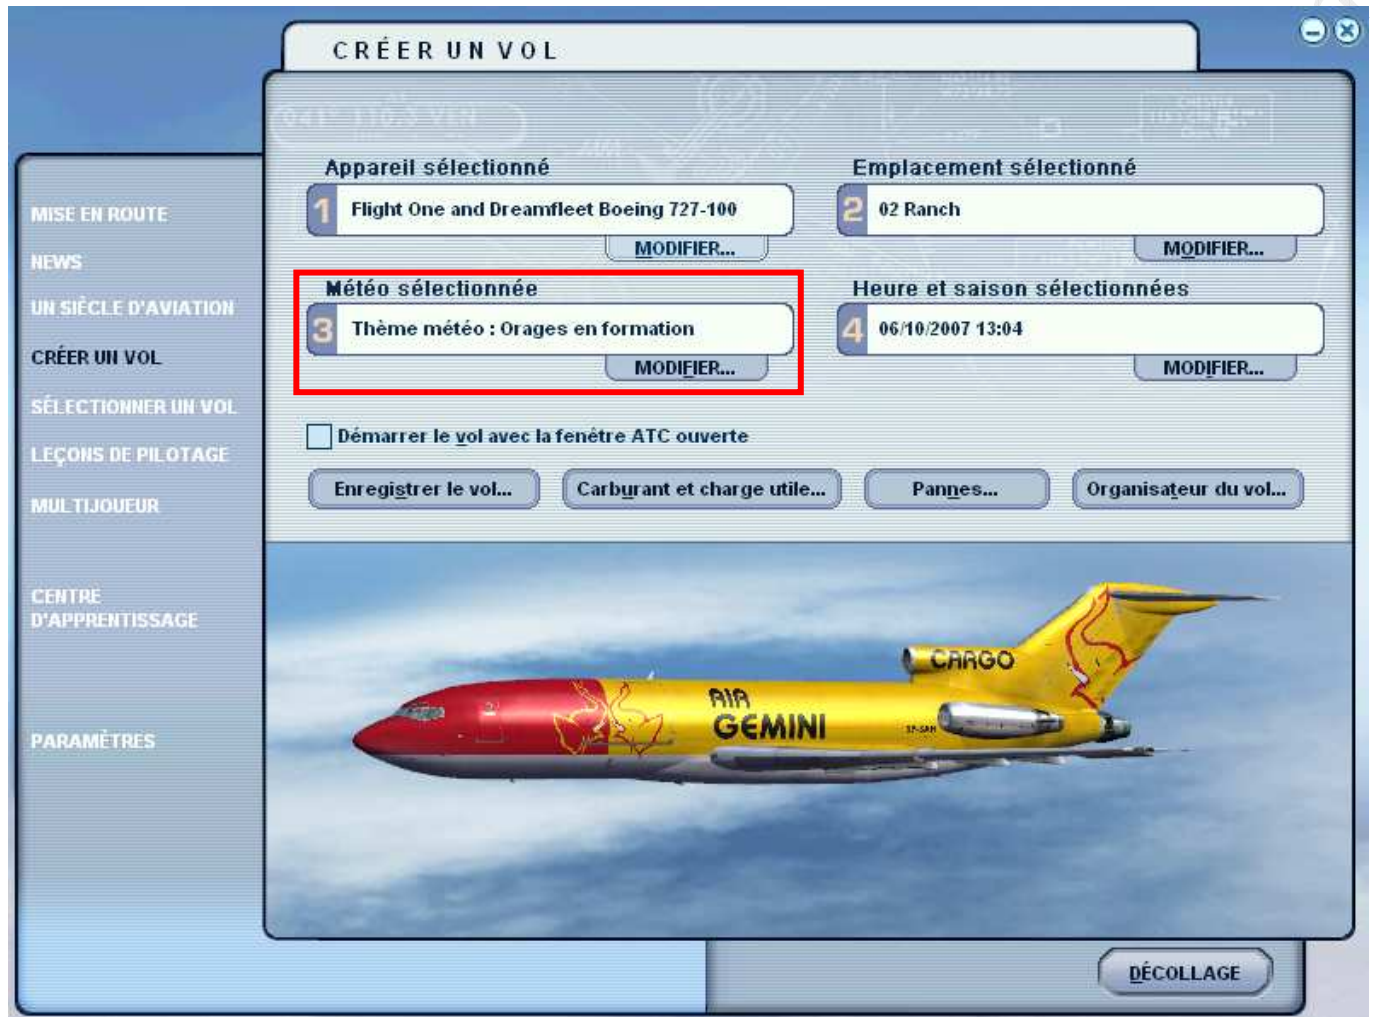 CRÉER UN VOL
Appareil sélectionné
1 Flight One and Dreamfleet Boeing 727-100
MODIFIER...
Emplacement sélectionné
2 02 Ranch
MODIFIER...
Météo sélectionnée
3 Thème météo : Orages en formation
MODIFIER...
Heure et saison sélectionnées
4 06/10/2007 13:04
MODIFIER...
Démarrer le vol avec la fenêtre ATC ouverte
Enregistrer le vol...
Carburant et charge utile...
Pannes...
Organisateur du vol...
MISE EN ROUTE
NEWS
UN SIÈCLE D'AVIATION
CRÉER UN VOL
SÉLECTIONNER UN VOL
LEÇONS DE PILOTAGE
MULTIJOUEUR
CENTRE
D'APPRENTISSAGE
PARAMÈTRES
CARGO
AIR
GEMINI
DÉCOLLAGE